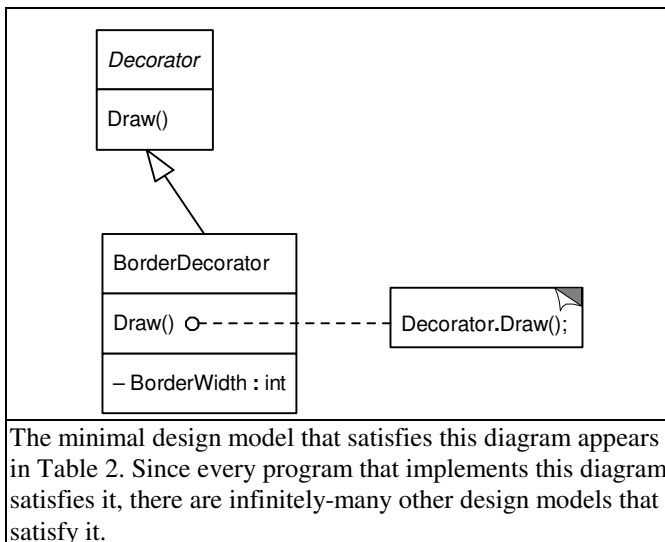 Decorator
Draw()
BorderDecorator
Draw()
Decorator.Draw();
– BorderWidth : int
The minimal design model that satisfies this diagram appears
in Table 2. Since every program that implements this diagram
satisfies it, there are infinitely-many other design models that
satisfy it.